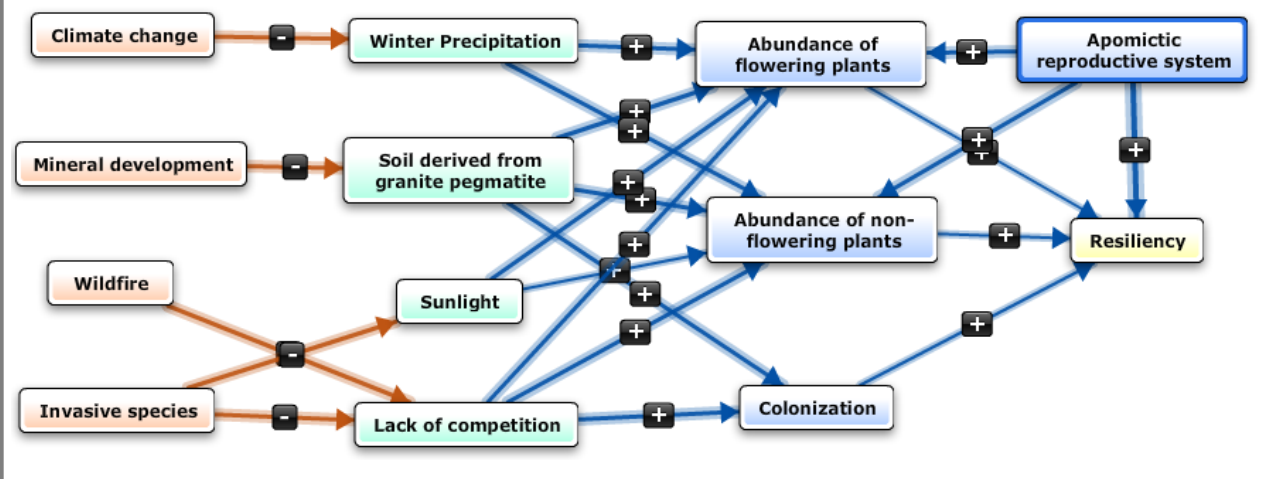 Climate change
-
Winter Precipitation
+
Abundance of
flowering plants
+
Apomictic
reproductive system
Mineral development
-
Soil derived from
granite pegmatite
+
+
+
+
+
+
+
Abundance of non-
flowering plants
+
Resiliency
Wildfire
Sunlight
+
+
+
+
+
-
Invasive species
-
Lack of competition
+
Colonization